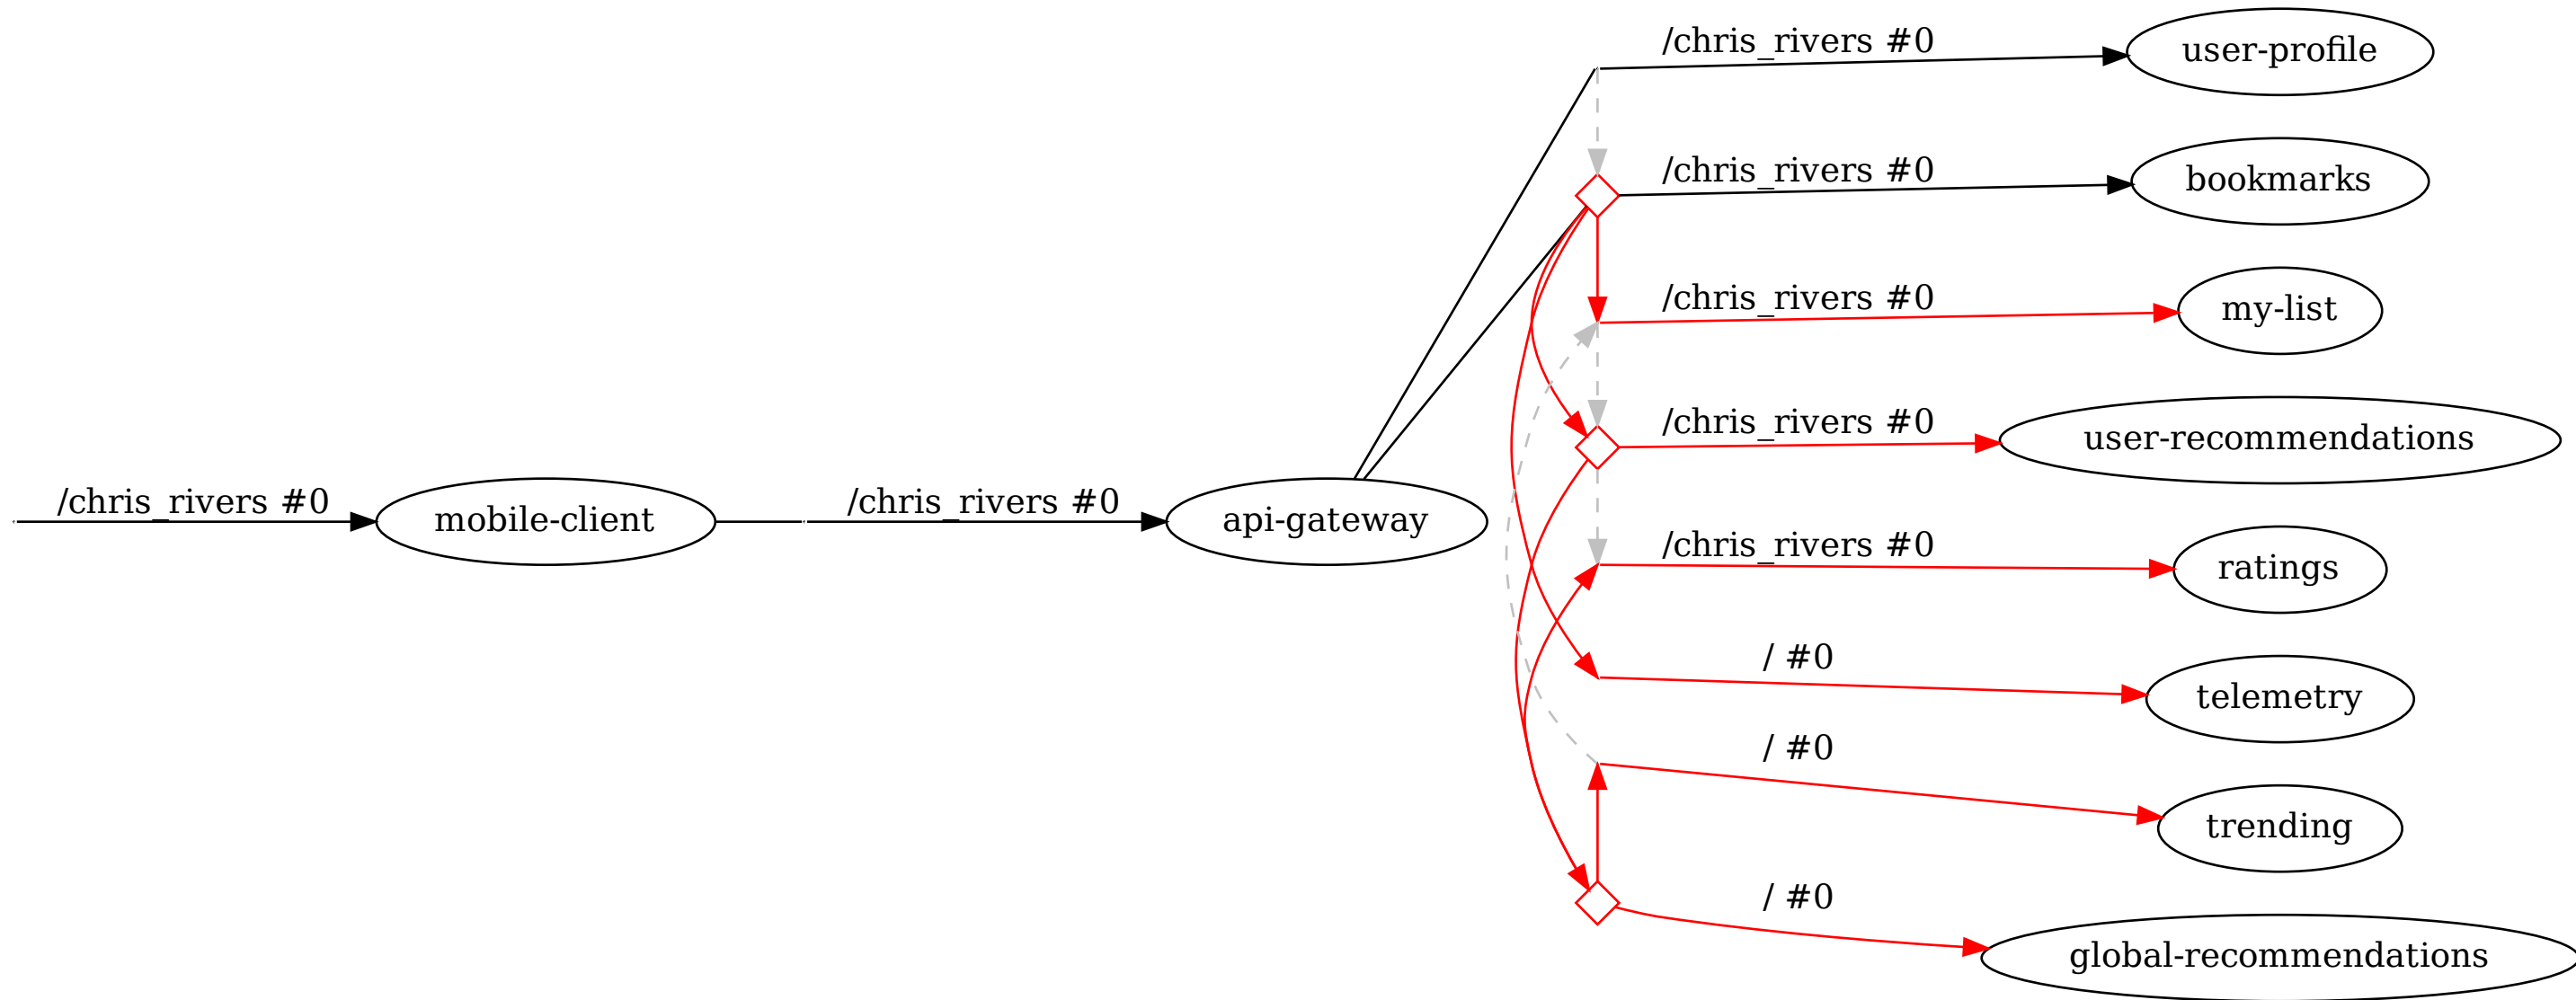 /chris_rivers #0
user-profile
/chris_rivers #0
bookmarks
/chris_rivers #0
my-list
/chris_rivers #0
user-recommendations
/chris_rivers #0
mobile-client
/chris_rivers #0
api-gateway
/chris_rivers #0
ratings
/ #0
telemetry
/ #0
trending
/ #0
global-recommendations